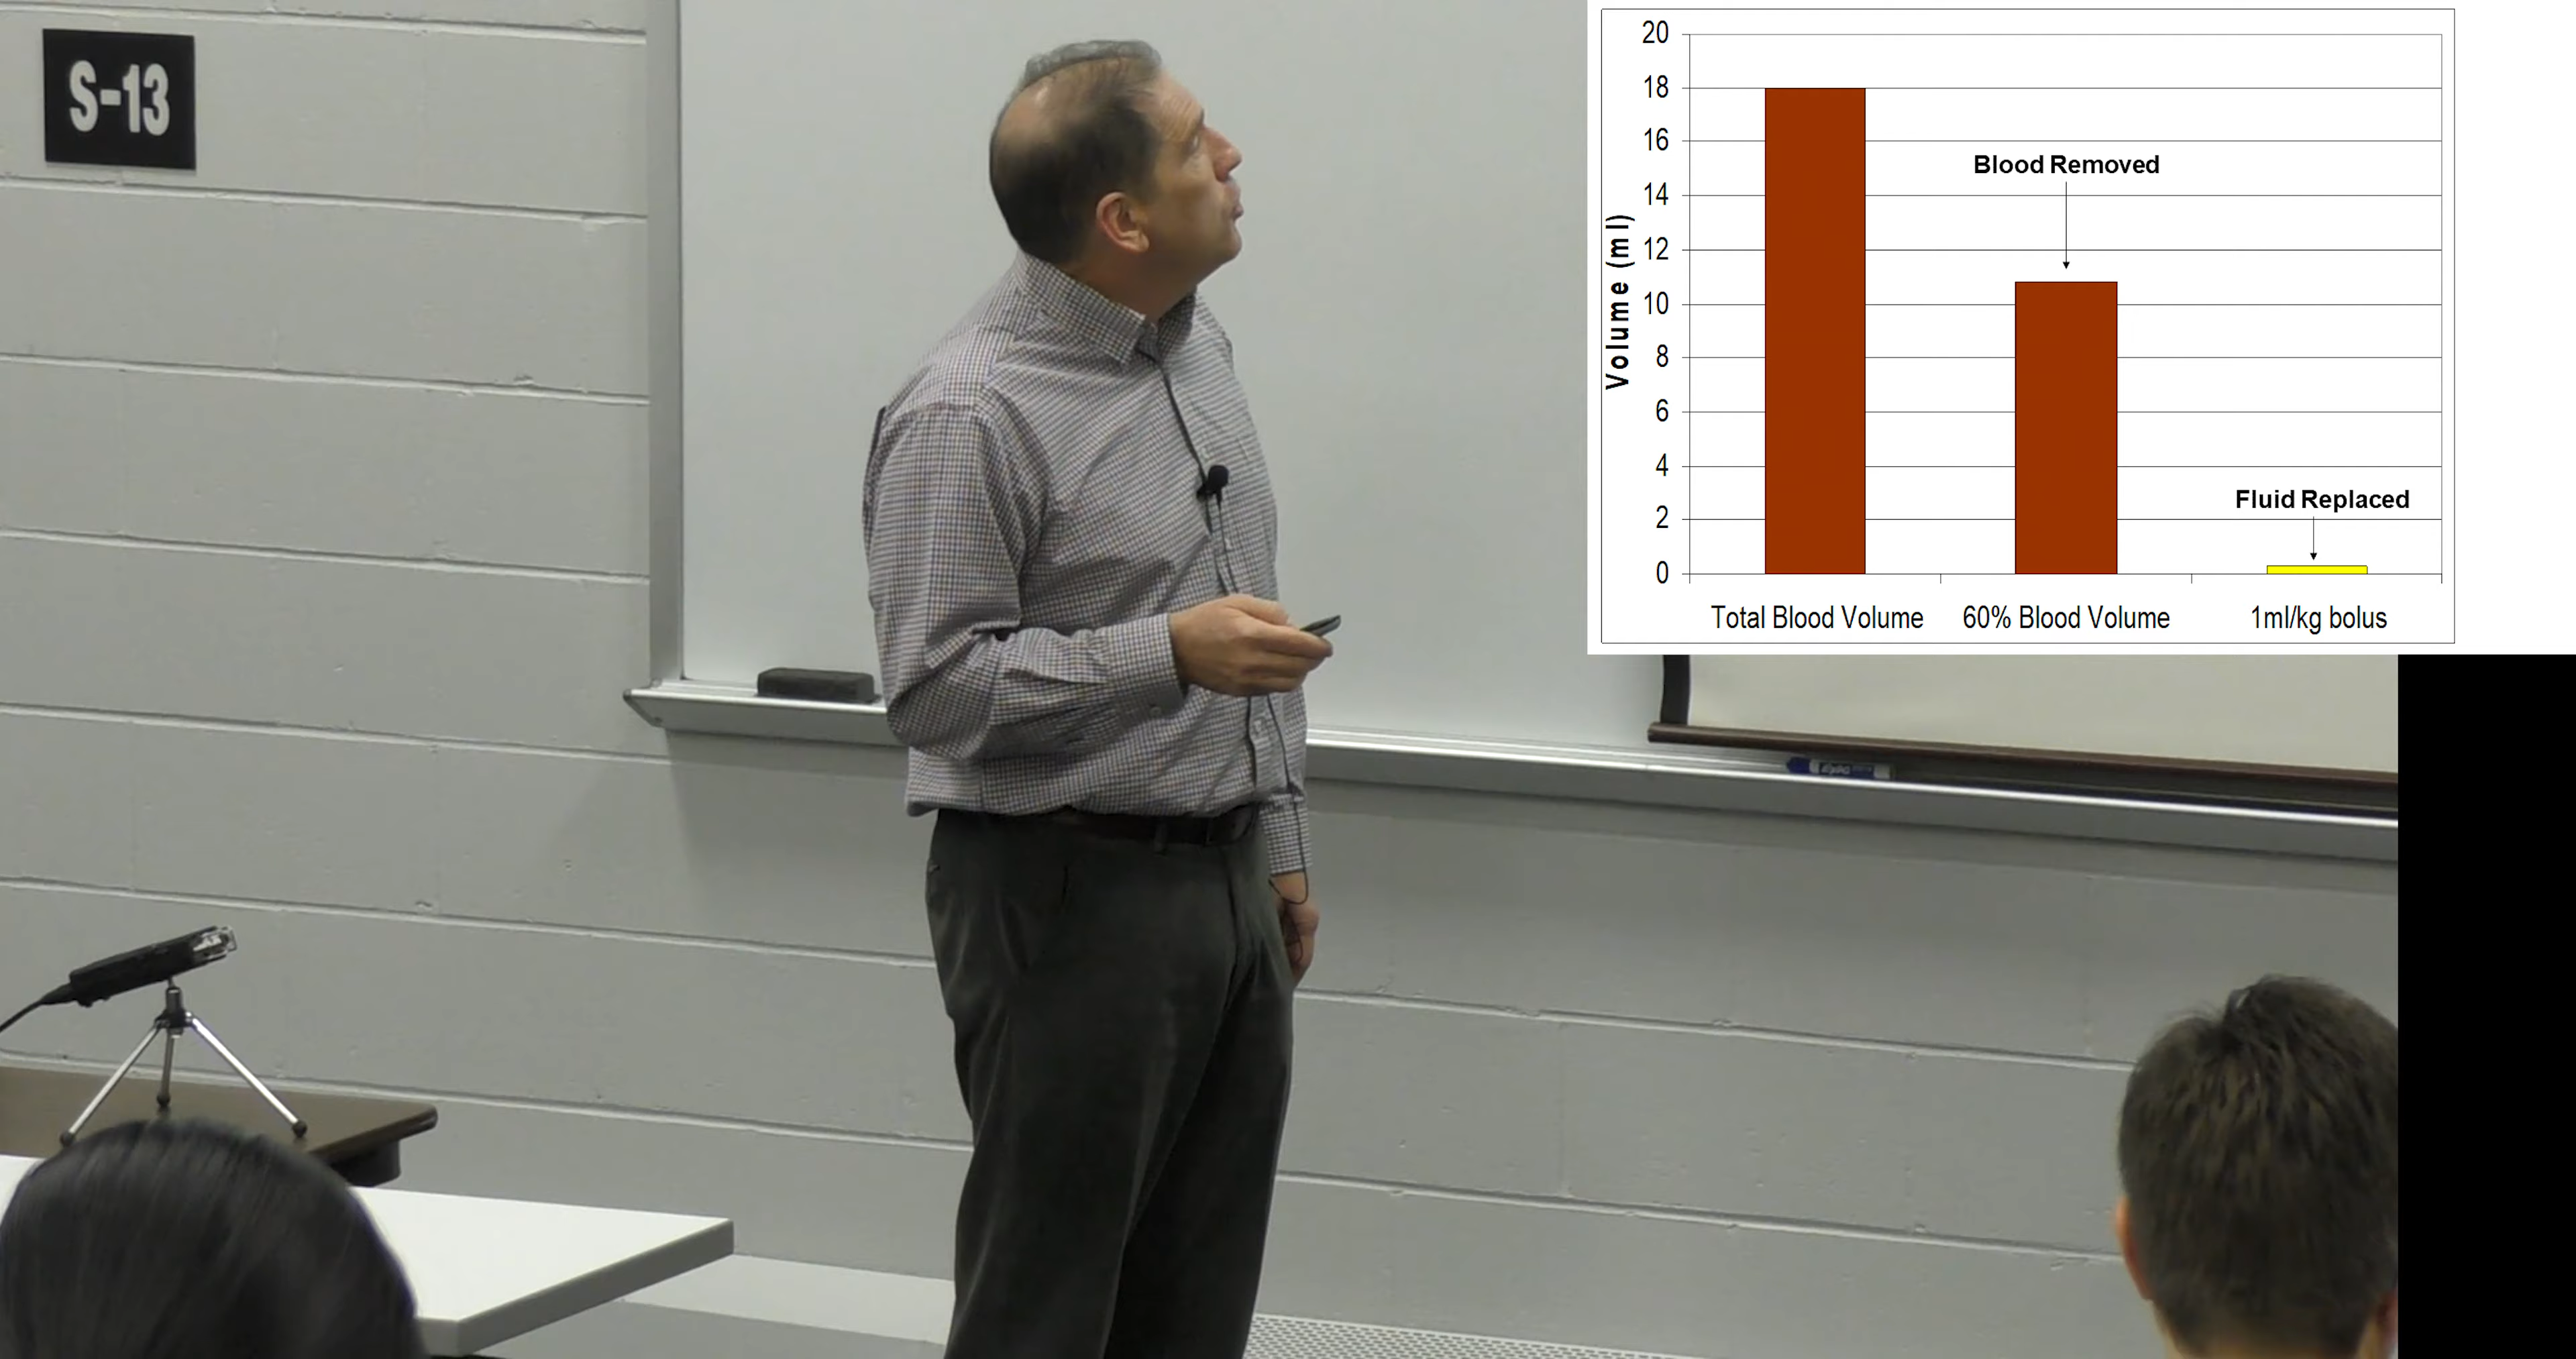 S-13
20
18
16
14
12
10
8
6
4
2
0
Volume (ml)
Blood Removed
Fluid Replaced
Total Blood Volume
60% Blood Volume
1ml/kg bolus